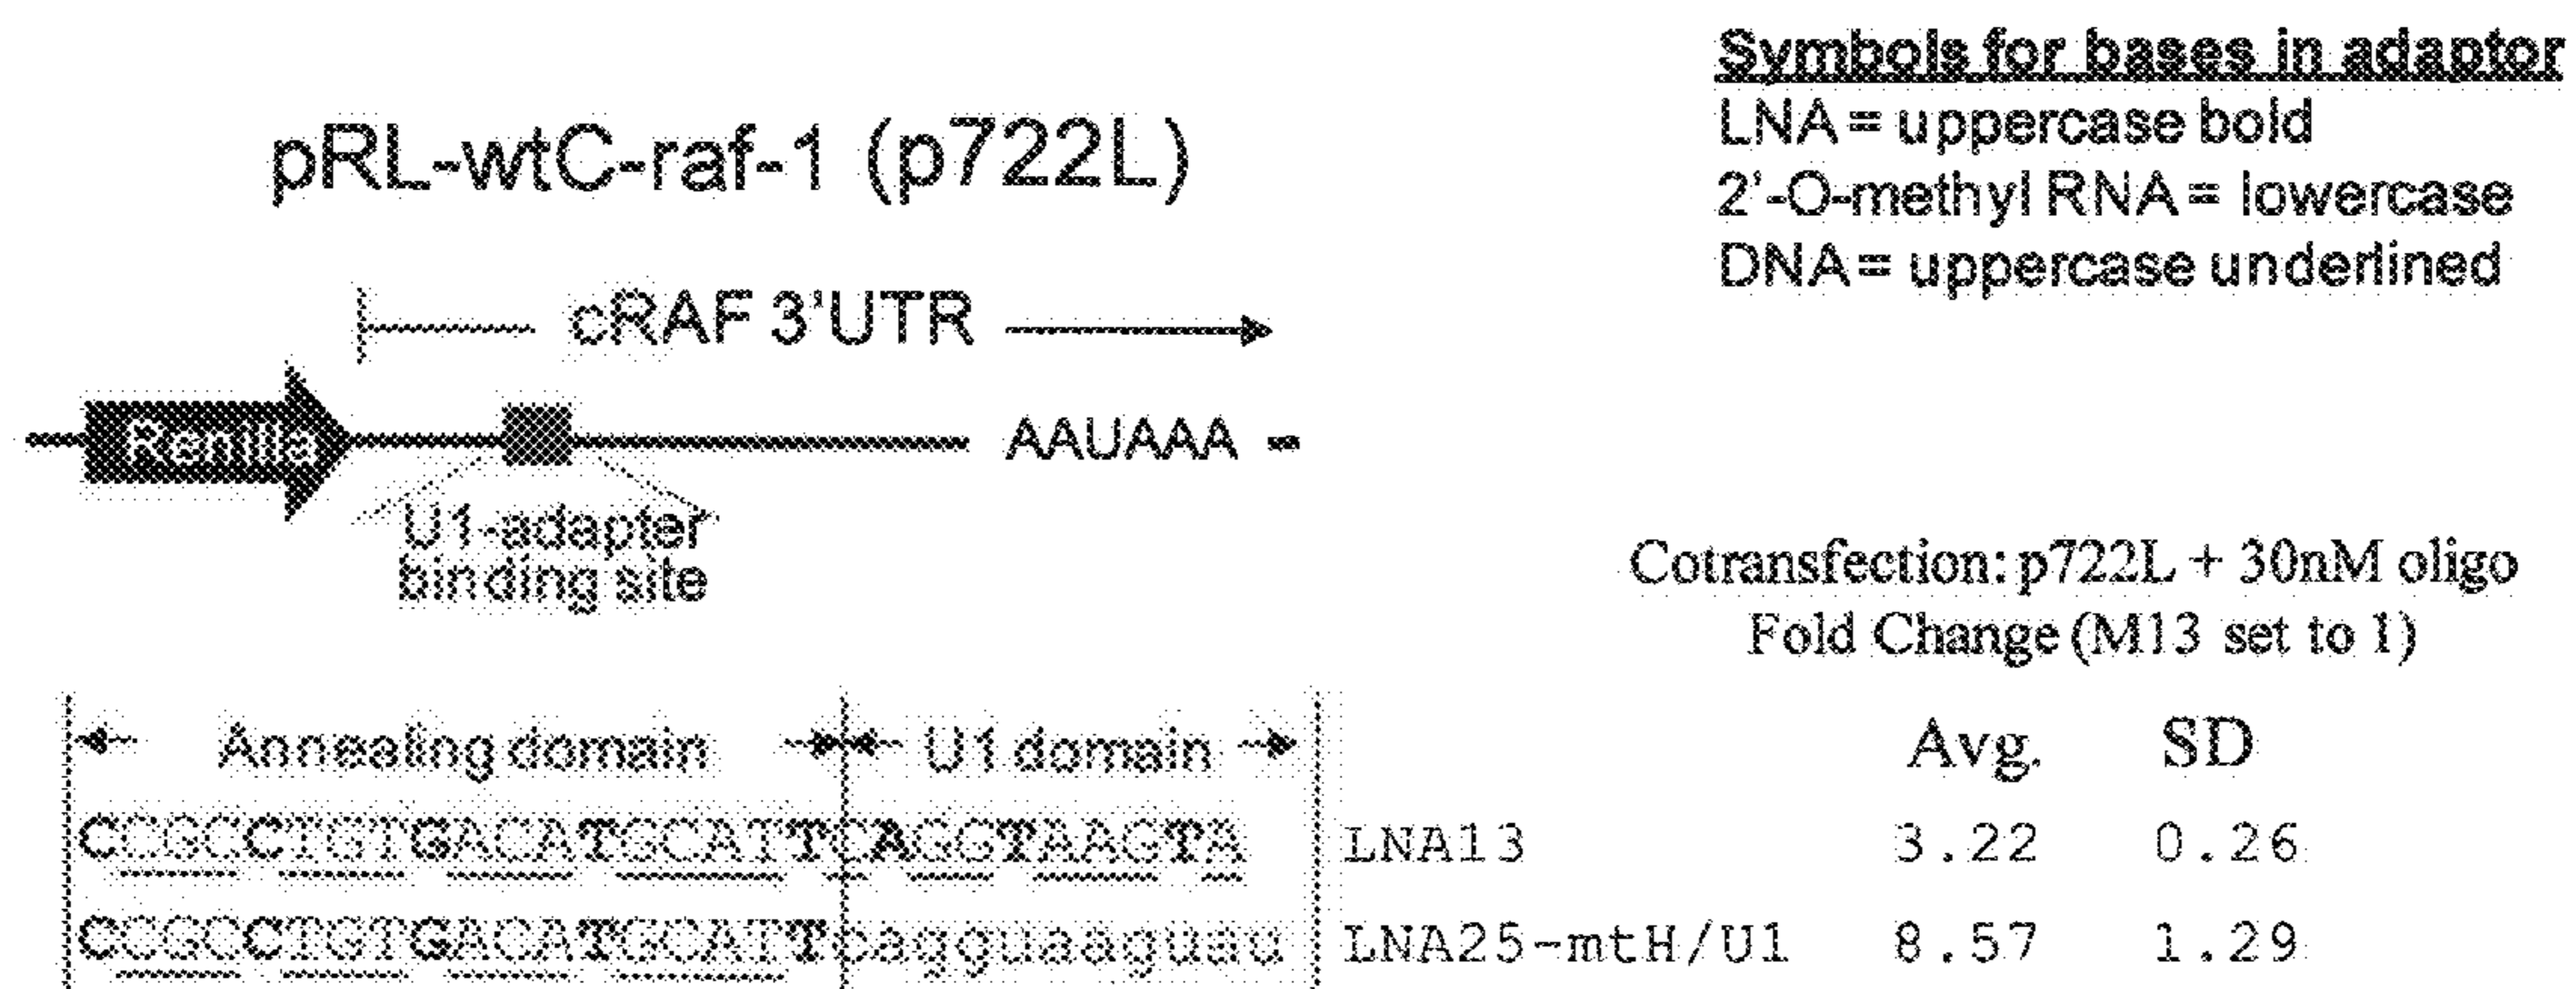 Symbols for bases in adaptor
LNA = uppercase bold
2'-O-methyl RNA = lowercase
DNA = uppercase underlined
pRL-wtC-raf-1 (p722L)
cRAF 3'UTR
Renilla
AAUAAA
U1-adapter
binding site
Cotransfection: p722L + 30nM oligo
Fold Change (M13 set to 1)
Annealing domain U1 domain Avg. SD
CCGCCTGTGACATGCATTCAGGTAAGTA LNA13 3.22 0.26
CCGCCTGTGACATGCATTcagguaaguau LNA25-mtH/U1 8.57 1.29